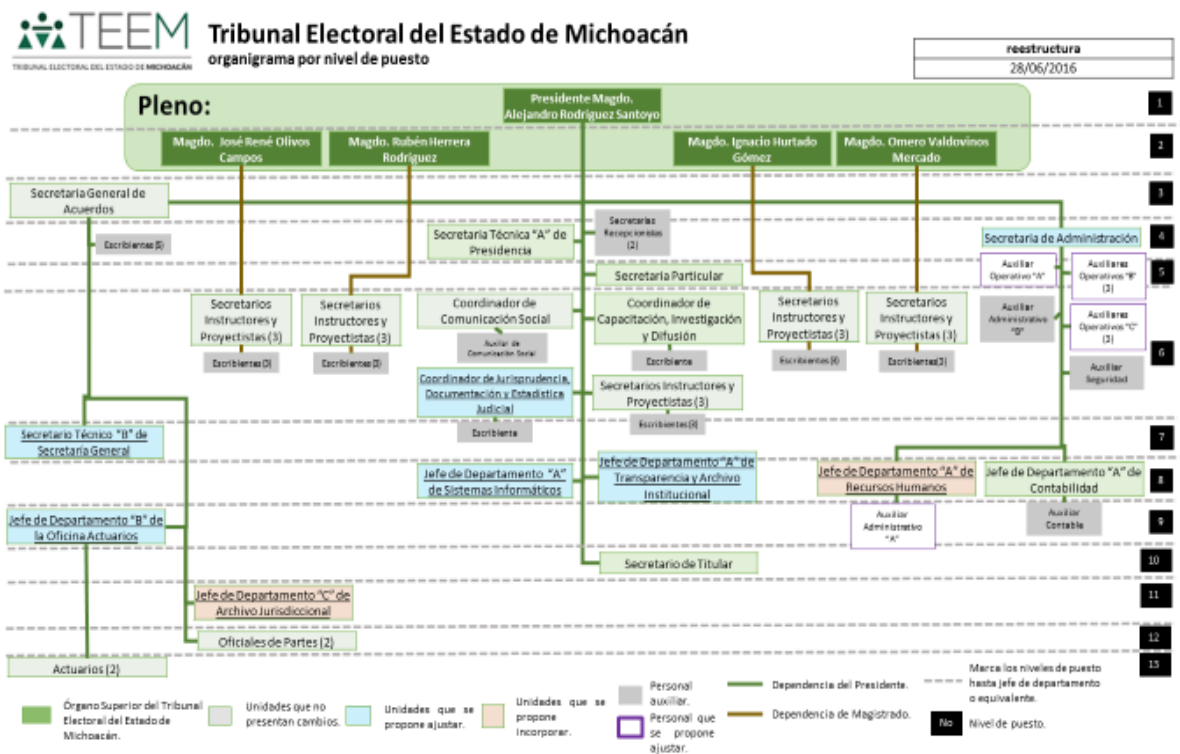 TEEM
TRIBUNAL ELECTORAL DEL ESTADO DE MICHOACÁN
Tribunal Electoral del Estado de Michoacán
organigrama por nivel de puesto
reestructura
28/06/2016
Pleno:
Presidente Magdo.
Alejandro Rodríguez Santoyo
1
Magdo. José René Olivos
Campos
Magdo. Rubén Herrera
Rodríguez
Magdo. Ignacio Hurtado
Gómez
Magdo. Omero Valdovinos
Mercado
2
Secretaria General de
Acuerdos
3
Escribientes (5)
Secretaría Técnica "A" de
Presidencia
Secretarias
Recepcionistas
(2)
Secretaria de Administración
4
Secretaria Particular
Auxiliar
Operativo "A"
Auxiliares
Operativos "B"
(3)
5
Secretarios
Instructores y
Proyectistas (3)
Escribientes (3)
Secretarios
Instructores y
Proyectistas (3)
Escribientes (3)
Coordinador de
Comunicación Social
Auxiliar de
Comunicación Social
Coordinador de
Capacitación, Investigación
y Difusión
Escribiente
Secretarios
Instructores y
Proyectistas (3)
Escribientes
Secretarios
Instructores y
Proyectistas (3)
Escribientes (3)
Auxiliar
Administrativo
Auxiliares
Operativos "C"
(3)
Auxiliar
Seguridad
6
Coordinador de Jurisprudencia,
Documentación y Estadística
Judicial
Escribiente
Secretarios Instructores y
Proyectistas (3)
Escribientes
Secretario Técnico "B" de
Secretaría General
7
Jefe de Departamento "A"
de Sistemas Informáticos
Jefe de Departamento "A" de
Transparencia y Archivo
Institucional
Jefe de Departamento "A" de
Recursos Humanos
Jefe de Departamento "A" de
Contabilidad
8
Jefe de Departamento "B" de
la Oficina Actuarios
Auxiliar
Administrativo
"A"
Auxiliar
Contable
9
Secretario de Titular
10
Jefe de Departamento "C" de
Archivo Jurisdiccional
11
Oficiales de Partes (2)
12
Actuarios (2)
13
Órgano Superior del Tribunal
Electoral del Estado de
Michoacán.
Unidades que no
presentan cambios.
Unidades que se
propone ajustar.
Unidades que se
propone
incorporar.
Personal
auxiliar.
Personal que
se propone
ajustar.
Dependencia del Presidente.
Dependencia de Magistrado.
Marca los niveles de puesto
hasta jefe de departamento
o equivalente.
No
Nivel de puesto.